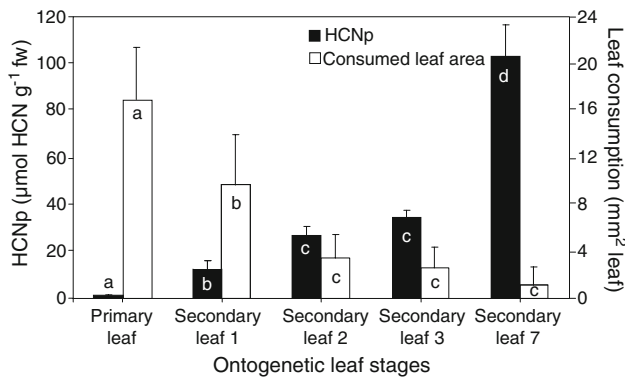 HCNp (µmol HCN g⁻¹ fw)
120
100
80
60
40
20
0
HCNp
Consumed leaf area
a
a
b
b
c
c
c
c
d
c
24
20
16
12
8
4
0
Leaf consumption (mm² leaf)
Primary leaf
Secondary leaf 1
Secondary leaf 2
Secondary leaf 3
Secondary leaf 7
Ontogenetic leaf stages